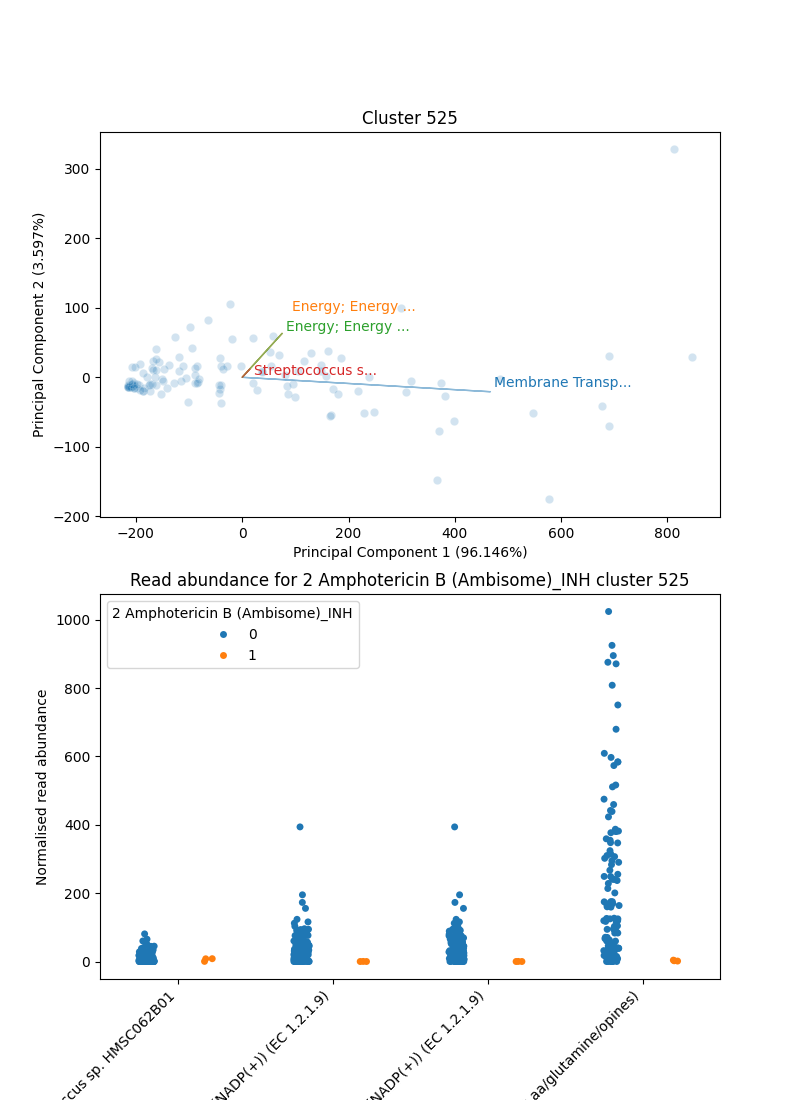 Cluster 525
Principal Component 2 (3.597%)
300
200
100
0
−100
−200
Energy; Energy ...
Energy; Energy ...
Streptococcus s...
Membrane Transp...
−200
0
200
400
600
800
Principal Component 1 (96.146%)
Read abundance for 2 Amphotericin B (Ambisome)_INH cluster 525
Normalised read abundance
1000
800
600
400
200
0
2 Amphotericin B (Ambisome)_INH
0
1
ccus sp. HMSC062B01
NADP(+)) (EC 1.2.1.9)
NADP(+)) (EC 1.2.1.9)
aa/glutamine/opines)